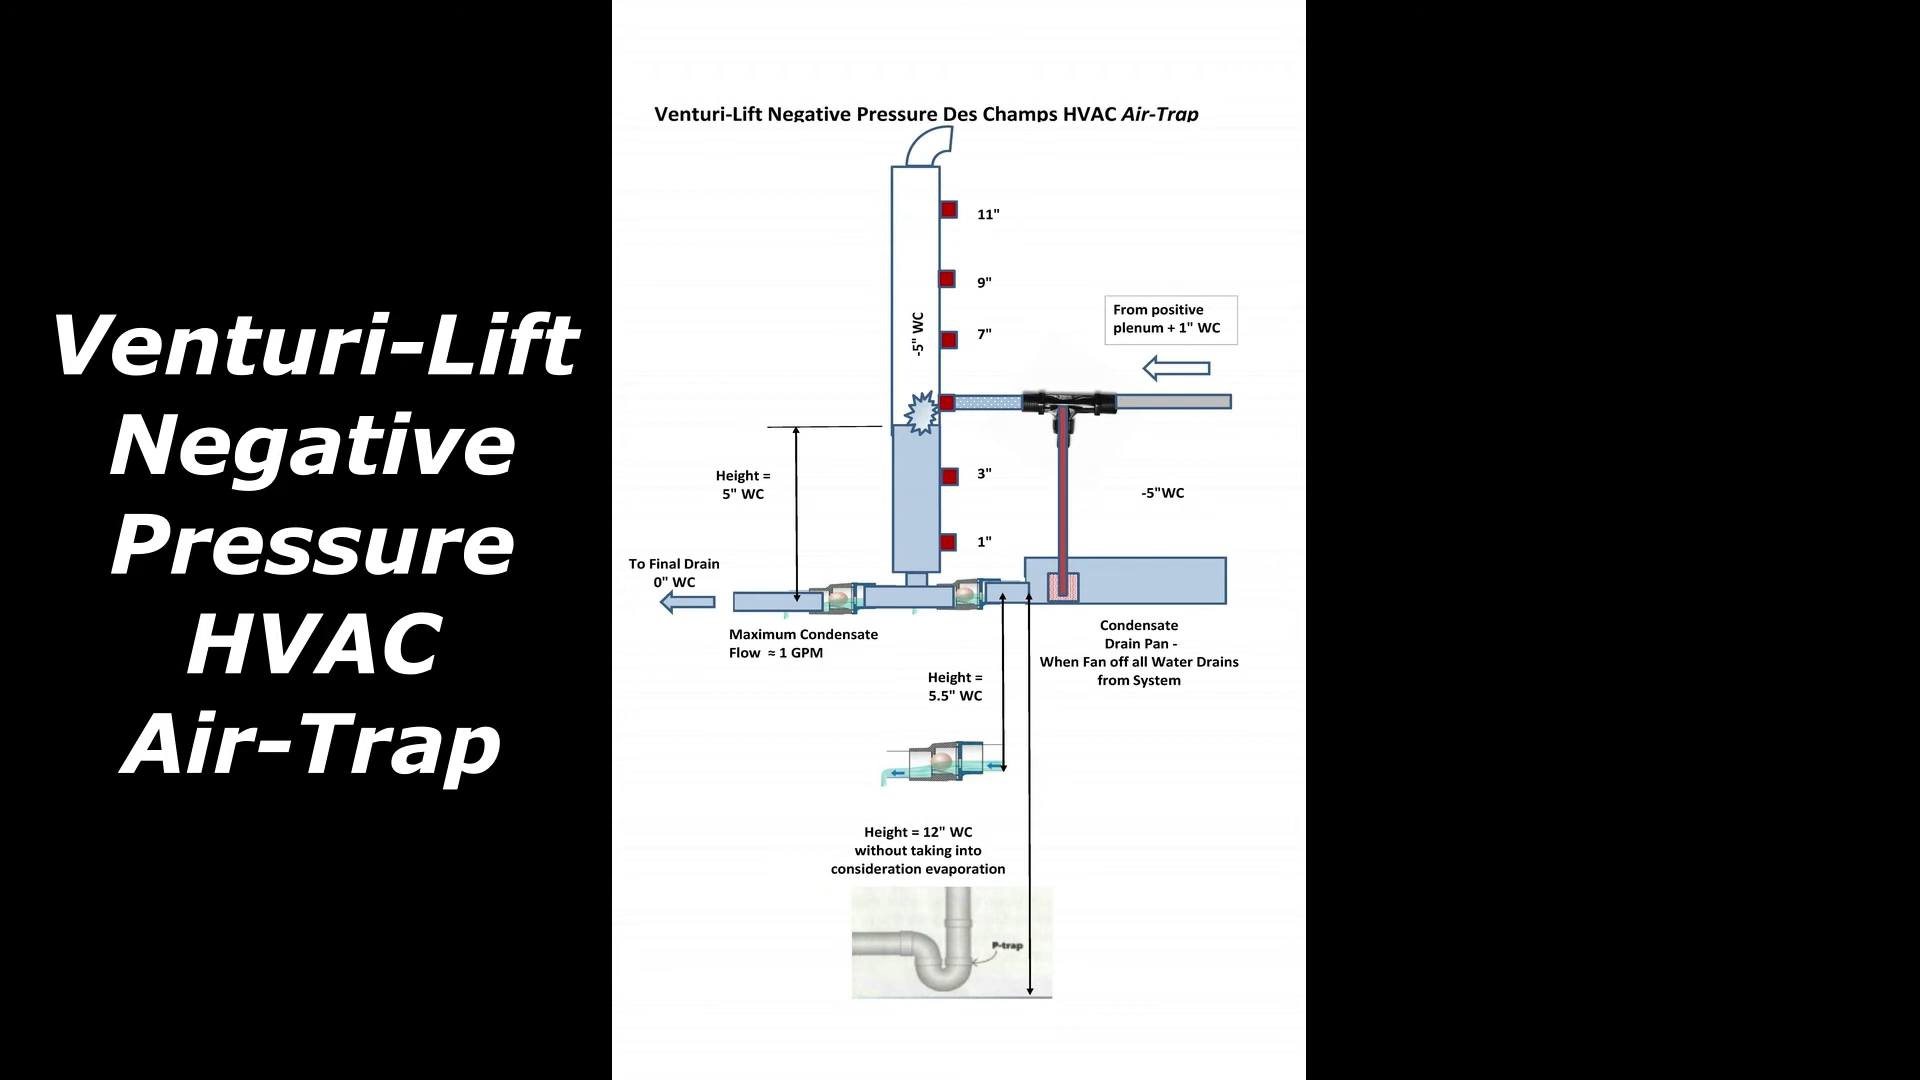 Venturi-Lift
Negative
Pressure
HVAC
Air-Trap
Venturi-Lift Negative Pressure Des Champs HVAC Air-Trap
11"
9"
7"
-5" WC
From positive
plenum + 1" WC
Height =
5" WC
3"
-5"WC
1"
To Final Drain
0" WC
Maximum Condensate
Flow ≈ 1 GPM
Condensate
Drain Pan -
When Fan off all Water Drains
from System
Height =
5.5" WC
Height = 12" WC
without taking into
consideration evaporation
P-trap